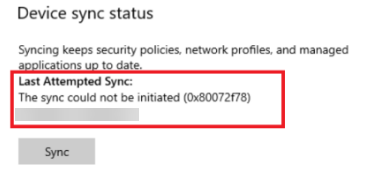 Device sync status
Syncing keeps security policies, network profiles, and managed
applications up to date.
Last Attempted Sync:
The sync could not be initiated (0x80072f78)
Sync